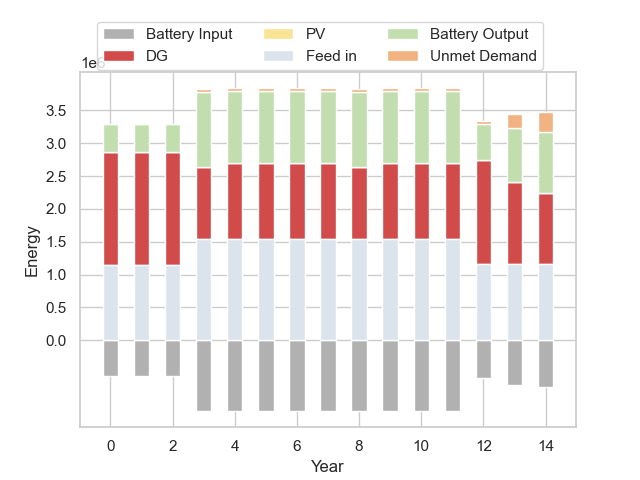 Battery Input PV Battery Output
DG Feed in Unmet Demand
1e6
3.5
3.0
2.5
2.0
1.5
1.0
0.5
0.0
Energy
0 2 4 6 8 10 12 14
Year